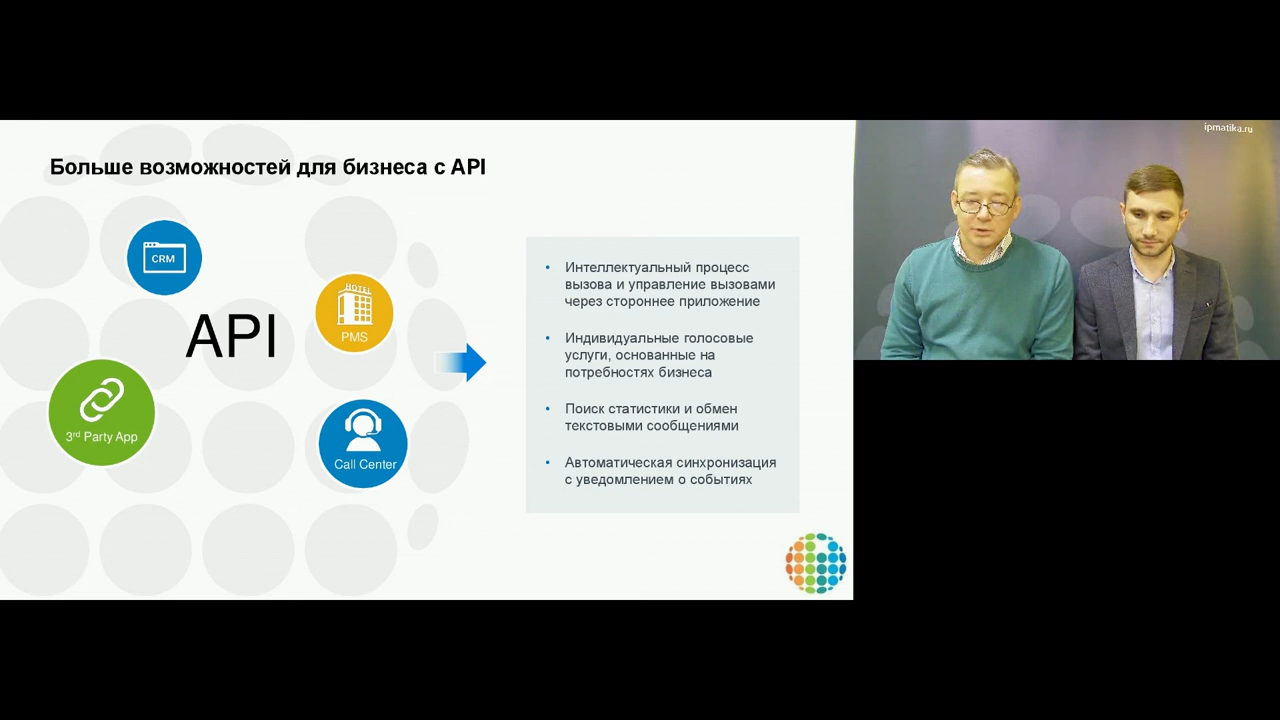 ipmatika.ru
Больше возможностей для бизнеса с API
CRM
HOTEL
PMS
API
3rd Party App
Call Center
• Интеллектуальный процесс
вызова и управление вызовами
через стороннее приложение
• Индивидуальные голосовые
услуги, основанные на
потребностях бизнеса
• Поиск статистики и обмен
текстовыми сообщениями
• Автоматическая синхронизация
с уведомлением о событиях